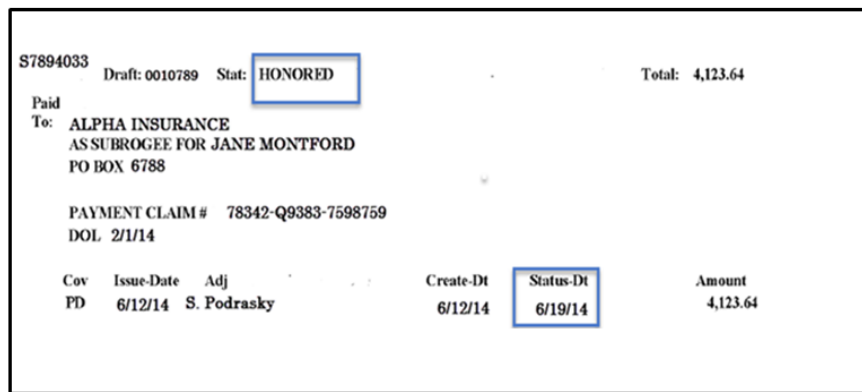 S7894033
Draft: 0010789 Stat: HONORED Total: 4,123.64
Paid
To: ALPHA INSURANCE
AS SUBROGEE FOR JANE MONTFORD
PO BOX 6788
PAYMENT CLAIM # 78342-Q9383-7598759
DOL 2/1/14
Cov Issue-Date Adj Create-Dt Status-Dt Amount
PD 6/12/14 S. Podrasky 6/12/14 6/19/14 4,123.64